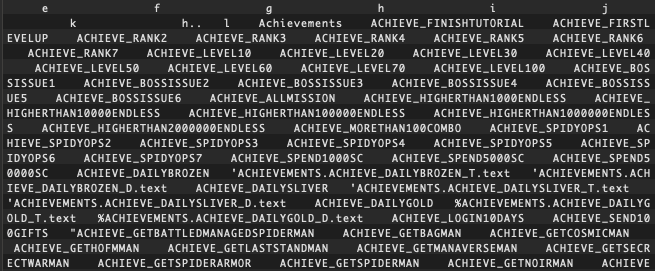 e f g h i j
k h.. l Achievements ACHIEVE_FINISHTUTORIAL ACHIEVE_FIRSTL
EVELUP ACHIEVE_RANK2 ACHIEVE_RANK3 ACHIEVE_RANK4 ACHIEVE_RANK5 ACHIEVE_RANK6
ACHIEVE_RANK7 ACHIEVE_LEVEL10 ACHIEVE_LEVEL20 ACHIEVE_LEVEL30 ACHIEVE_LEVEL40
ACHIEVE_LEVEL50 ACHIEVE_LEVEL60 ACHIEVE_LEVEL70 ACHIEVE_LEVEL100 ACHIEVE_BOS
SISSUE1 ACHIEVE_BOSSISSUE2 ACHIEVE_BOSSISSUE3 ACHIEVE_BOSSISSUE4 ACHIEVE_BOSSISS
UE5 ACHIEVE_BOSSISSUE6 ACHIEVE_ALLMISSION ACHIEVE_HIGHERTHAN1000ENDLESS ACHIEVE_
HIGHERTHAN10000ENDLESS ACHIEVE_HIGHERTHAN100000ENDLESS ACHIEVE_HIGHERTHAN1000000ENDLES
S ACHIEVE_HIGHERTHAN2000000ENDLESS ACHIEVE_MORETHAN100COMBO ACHIEVE_SPIDYOPS1 AC
HIEVE_SPIDYOPS2 ACHIEVE_SPIDYOPS3 ACHIEVE_SPIDYOPS4 ACHIEVE_SPIDYOPS5 ACHIEVE_SP
IDYOPS6 ACHIEVE_SPIDYOPS7 ACHIEVE_SPEND1000SC ACHIEVE_SPEND5000SC ACHIEVE_SPEND5
0000SC ACHIEVE_DAILYBROZEN 'ACHIEVEMENTS.ACHIEVE_DAILYBROZEN_T.text 'ACHIEVEMENTS.ACH
IEVE_DAILYBROZEN_D.text ACHIEVE_DAILYSLIVER 'ACHIEVEMENTS.ACHIEVE_DAILYSLIVER_T.text
'ACHIEVEMENTS.ACHIEVE_DAILYSLIVER_D.text ACHIEVE_DAILYGOLD %ACHIEVEMENTS.ACHIEVE_DAILYG
OLD_T.text %ACHIEVEMENTS.ACHIEVE_DAILYGOLD_D.text ACHIEVE_LOGIN10DAYS ACHIEVE_SEND10
0GIFTS "ACHIEVE_GETBATTLEDMANAGEDSPIDERMAN ACHIEVE_GETBAGMAN ACHIEVE_GETCOSMICMAN
ACHIEVE_GETHOFMMAN ACHIEVE_GETLASTSTANDMAN ACHIEVE_GETMANAVERSEMAN ACHIEVE_GETSECR
ECTWARMAN ACHIEVE_GETSPIDERARMOR ACHIEVE_GETSPIDERMAN ACHIEVE_GETNOIRMAN ACHIEVE